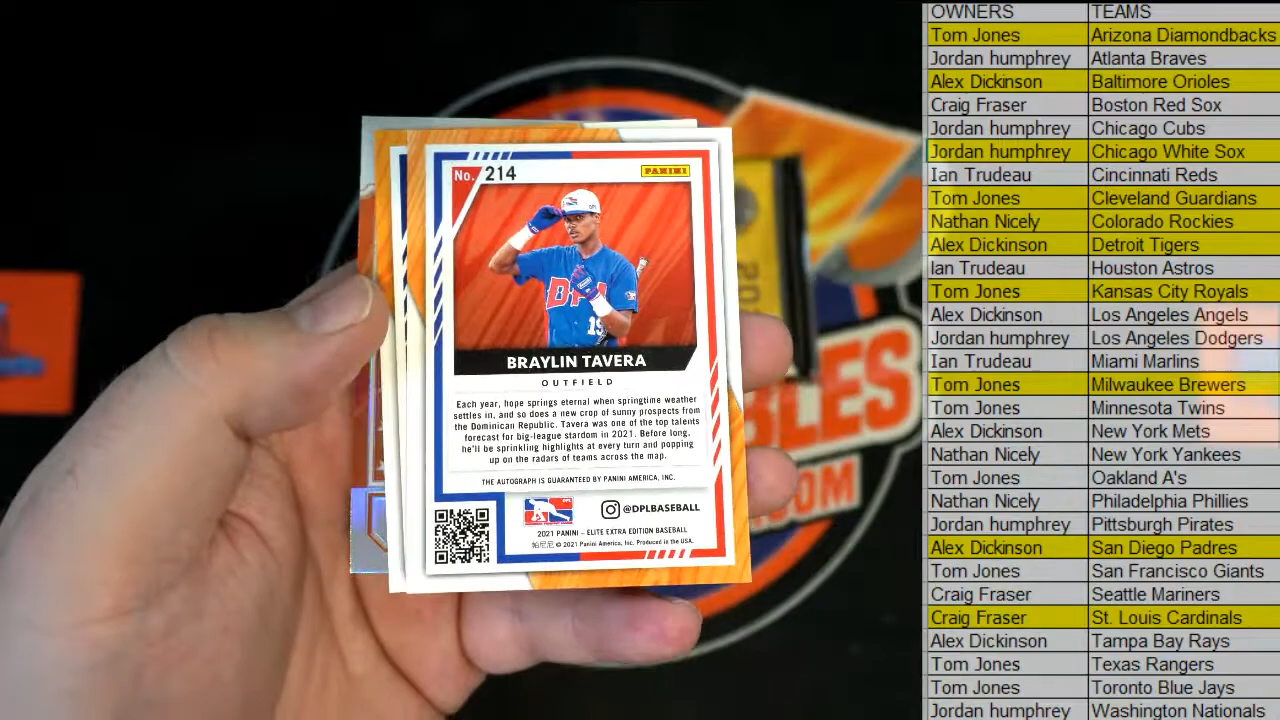 No. 214
PANINI
DPL
19
BRAYLIN TAVERA
OUTFIELD
Each year, hope springs eternal when springtime weather
settles in, and so does a new crop of sunny prospects from
the Dominican Republic. Tavera was one of the top talents
forecast for big-league stardom in 2021. Before long,
he'll be sprinkling highlights at every turn and popping
up on the radars of teams across the map.
THE AUTOGRAPH IS GUARANTEED BY PANINI AMERICA, INC.
DPL
@DPLBASEBALL
2021 PANINI – ELITE EXTRA EDITION BASEBALL
帕尼尼 © 2021 Panini America, Inc. Produced in the USA.
BLES
.COM
OWNERS TEAMS
Tom Jones Arizona Diamondbacks
Jordan humphrey Atlanta Braves
Alex Dickinson Baltimore Orioles
Craig Fraser Boston Red Sox
Jordan humphrey Chicago Cubs
Jordan humphrey Chicago White Sox
Ian Trudeau Cincinnati Reds
Tom Jones Cleveland Guardians
Nathan Nicely Colorado Rockies
Alex Dickinson Detroit Tigers
Ian Trudeau Houston Astros
Tom Jones Kansas City Royals
Alex Dickinson Los Angeles Angels
Jordan humphrey Los Angeles Dodgers
Ian Trudeau Miami Marlins
Tom Jones Milwaukee Brewers
Tom Jones Minnesota Twins
Alex Dickinson New York Mets
Nathan Nicely New York Yankees
Tom Jones Oakland A's
Nathan Nicely Philadelphia Phillies
Jordan humphrey Pittsburgh Pirates
Alex Dickinson San Diego Padres
Tom Jones San Francisco Giants
Craig Fraser Seattle Mariners
Craig Fraser St. Louis Cardinals
Alex Dickinson Tampa Bay Rays
Tom Jones Texas Rangers
Tom Jones Toronto Blue Jays
Jordan humphrey Washington Nationals